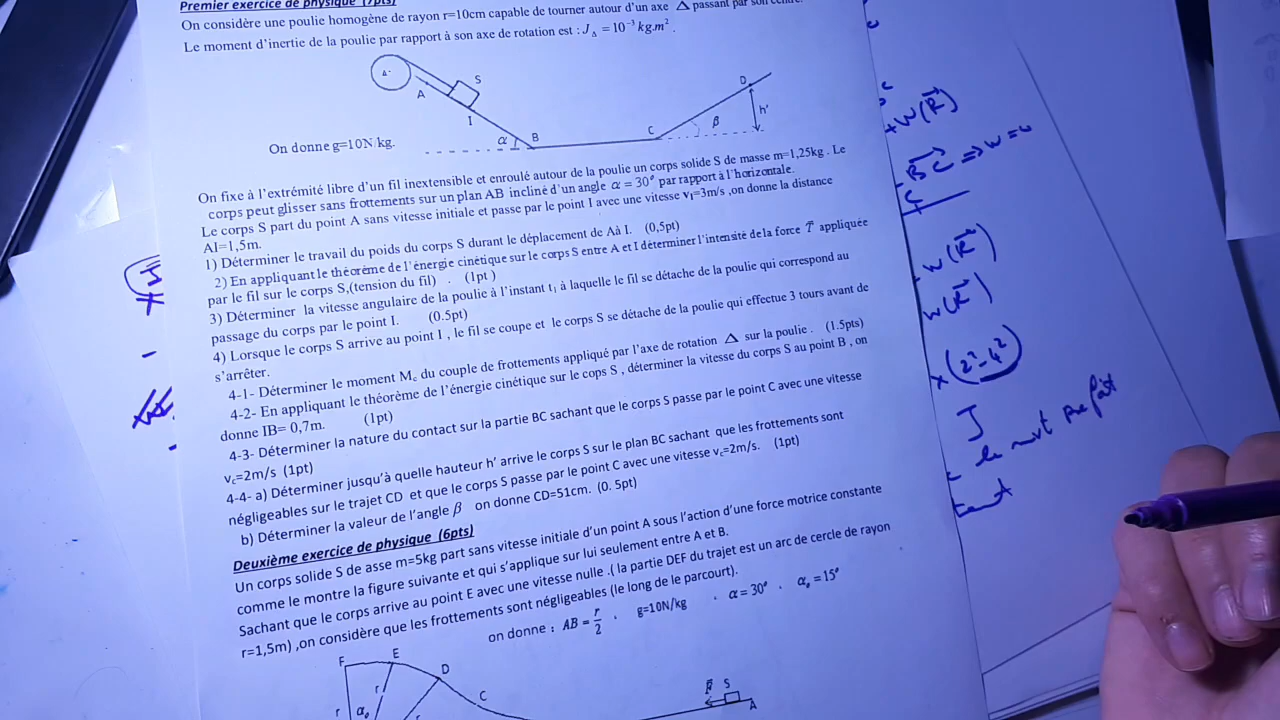 Premier exercice de physique (7pts)
On considère une poulie homogène de rayon r=10cm capable de tourner autour d'un axe Δ passant par son centre.
Le moment d'inertie de la poulie par rapport à son axe de rotation est : J_Δ = 10⁻³ kg.m² .
S
A
I
α
B
C
D
h'
β
On donne g=10N/kg.
On fixe à l'extrémité libre d'un fil inextensible et enroulé autour de la poulie un corps solide S de masse m=1,25kg . Le
corps peut glisser sans frottements sur un plan AB incliné d'un angle α = 30° par rapport à l'horizontale.
Le corps S part du point A sans vitesse initiale et passe par le point I avec une vitesse v₁=3m/s ,on donne la distance
AI=1,5m.
1) Déterminer le travail du poids du corps S durant le déplacement de Aà I. (0,5pt)
2) En appliquant le théorème de l'énergie cinétique sur le corps S entre A et I déterminer l'intensité de la force T⃗ appliquée
par le fil sur le corps S,(tension du fil) . (1pt )
3) Déterminer la vitesse angulaire de la poulie à l'instant t₁ à laquelle le fil se détache de la poulie qui correspond au
passage du corps par le point I. (0.5pt)
4) Lorsque le corps S arrive au point I , le fil se coupe et le corps S se détache de la poulie qui effectue 3 tours avant de
s'arrêter.
4-1- Déterminer le moment M_c du couple de frottements appliqué par l'axe de rotation Δ sur la poulie . (1.5pts)
4-2- En appliquant le théorème de l'énergie cinétique sur le cops S , déterminer la vitesse du corps S au point B , on
donne IB= 0,7m. (1pt)
4-3- Déterminer la nature du contact sur la partie BC sachant que le corps S passe par le point C avec une vitesse
v_c=2m/s (1pt)
4-4- a) Déterminer jusqu'à quelle hauteur h' arrive le corps S sur le plan BC sachant que les frottements sont
négligeables sur le trajet CD et que le corps S passe par le point C avec une vitesse v_c=2m/s. (1pt)
b) Déterminer la valeur de l'angle β on donne CD=51cm. (0. 5pt)
Deuxième exercice de physique (6pts)
Un corps solide S de asse m=5kg part sans vitesse initiale d'un point A sous l'action d'une force motrice constante
comme le montre la figure suivante et qui s'applique sur lui seulement entre A et B.
Sachant que le corps arrive au point E avec une vitesse nulle .( la partie DEF du trajet est un arc de cercle de rayon
r=1,5m) ,on considère que les frottements sont négligeables (le long de le parcourt).
on donne : AB = r/2 , g=10N/kg , α = 30° , α₀ = 15°
F
E
D
C
r
r
α₀
F⃗
S
A
+W(R⃗)
BC⃗ ⇒ W =
W(R⃗)
W(R⃗)
x(2²-4²)
J